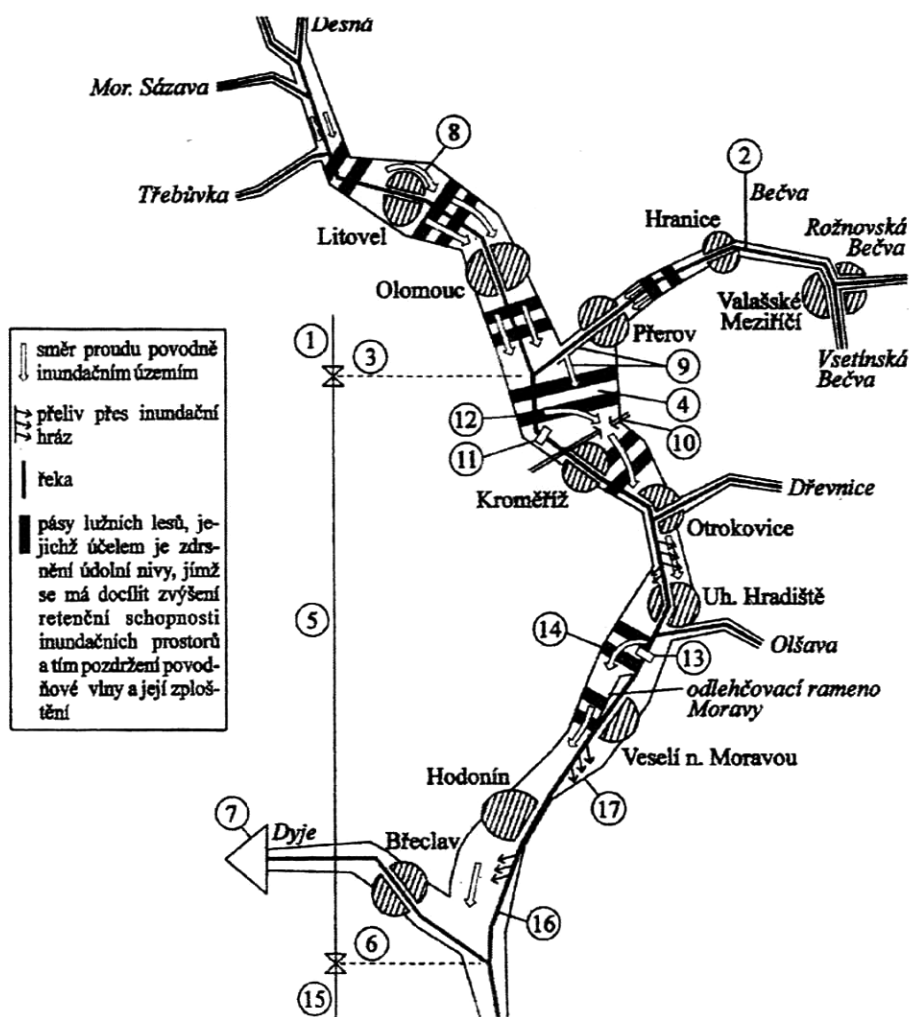 Desná
Mor. Sázava
8
2
Třebůvka
Bečva
Litovel
Hranice
Rožnovská
Bečva
Olomouc
Valašské
Meziříčí
Přerov
Vsetínská
Bečva
1
3
9
4
12
10
11
Kroměříž
Dřevnice
Otrokovice
směr proudu povodně
inundačním územím
přeliv přes inundační
hráz
řeka
pásy lužních lesů, je-
jichž účelem je zdrs-
nění údolní nivy, jímž
se má docílit zvýšení
retenční schopnosti
inundačních prostorů
a tím pozdržení povod-
ňové vlny a její zploš-
tění
Uh. Hradiště
5
14
13
Olšava
odlehčovací rameno
Moravy
Veselí n. Moravou
Hodonín
17
7
Dyje
Břeclav
16
6
15